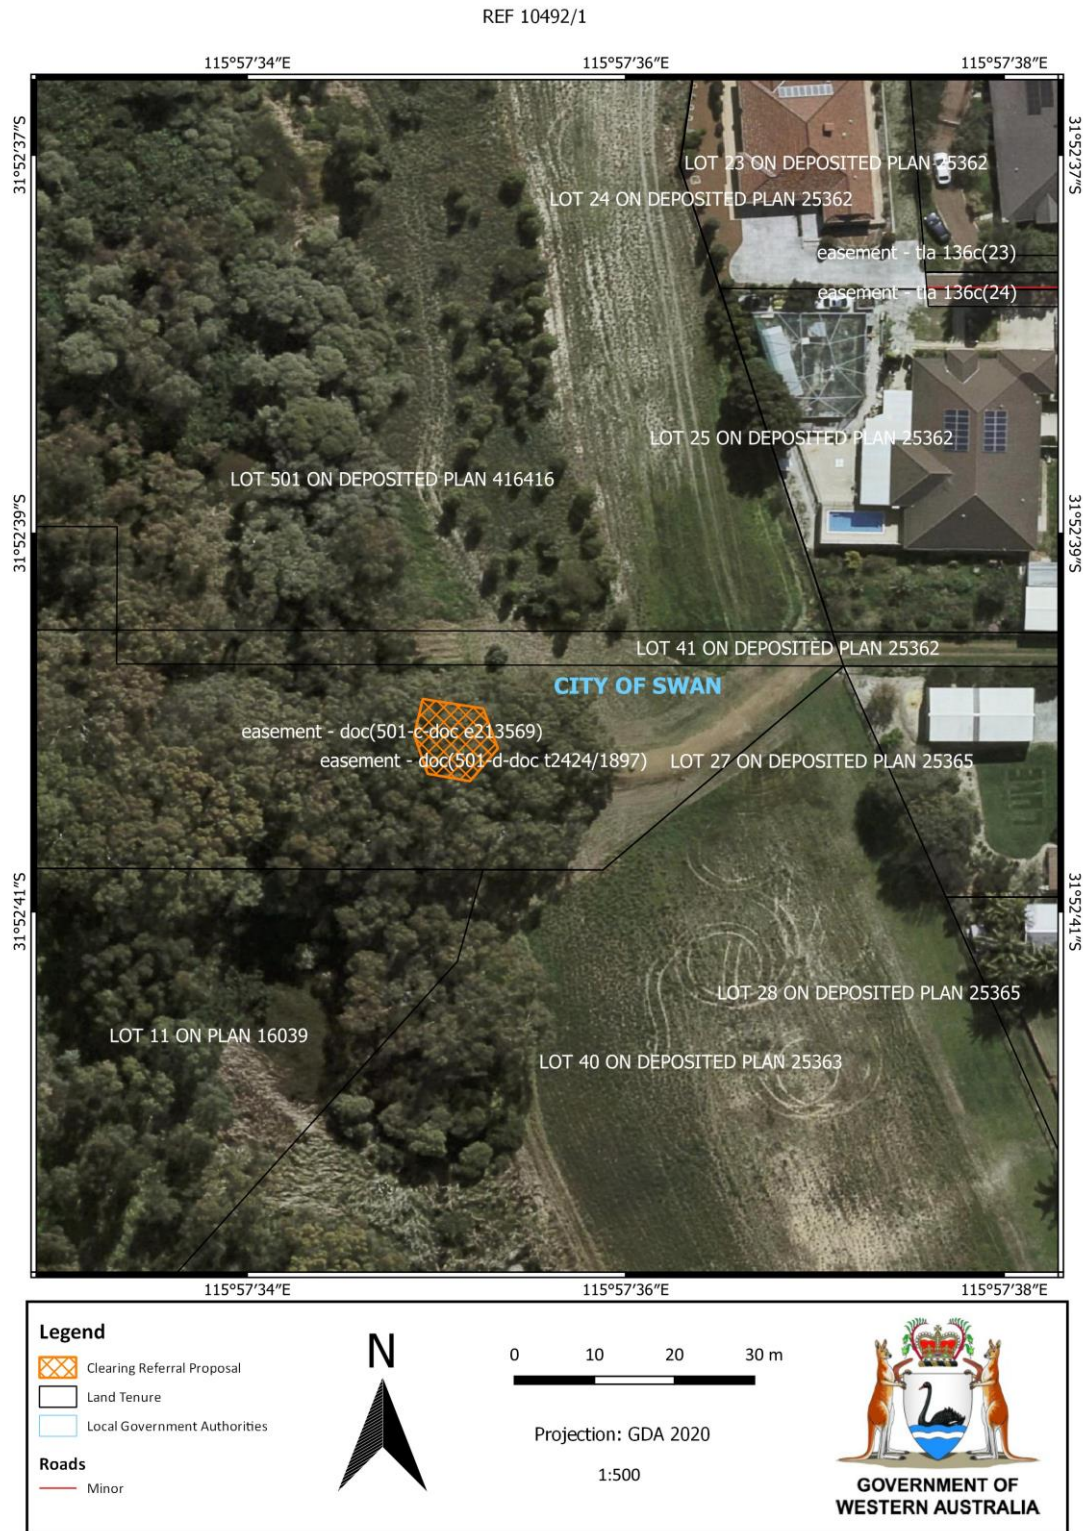 REF 10492/1
115°57'34"E
115°57'36"E
115°57'38"E
31°52'37"S
31°52'37"S
LOT 23 ON DEPOSITED PLAN 25362
LOT 24 ON DEPOSITED PLAN 25362
easement - tla 136c(23)
easement - tla 136c(24)
LOT 25 ON DEPOSITED PLAN 25362
LOT 501 ON DEPOSITED PLAN 416416
31°52'39"S
31°52'39"S
LOT 41 ON DEPOSITED PLAN 25362
CITY OF SWAN
easement - doc(501-c-doc e213569)
easement - doc(501-d-doc t2424/1897)
LOT 27 ON DEPOSITED PLAN 25365
31°52'41"S
31°52'41"S
LOT 28 ON DEPOSITED PLAN 25365
LOT 11 ON PLAN 16039
LOT 40 ON DEPOSITED PLAN 25363
115°57'34"E
115°57'36"E
115°57'38"E
Legend
Clearing Referral Proposal
Land Tenure
Local Government Authorities
Roads
Minor
N
0 10 20 30 m
Projection: GDA 2020
1:500
GOVERNMENT OF
WESTERN AUSTRALIA